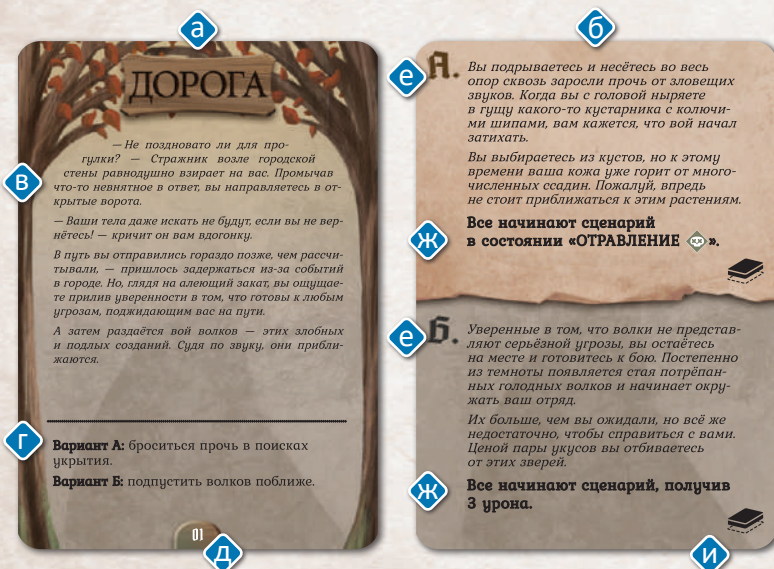 а
б
ДОРОГА
в
— Не поздновато ли для про-
гулки? — Стражник возле городской
стены равнодушно взирает на вас. Промычав
что-то невнятное в ответ, вы направляетесь в от-
крытые ворота.
— Ваши тела даже искать не будут, если вы не вер-
нётесь! — кричит он вам вдогонку.
В путь вы отправились гораздо позже, чем рассчи-
тывали, — пришлось задержаться из-за событий
в городе. Но, глядя на алеющий закат, вы ощущае-
те прилив уверенности в том, что готовы к любым
угрозам, поджидающим вас на пути.
А затем раздаётся вой волков — этих злобных
и подлых созданий. Судя по звуку, они прибли-
жаются.
г
Вариант А: броситься прочь в поисках
укрытия.
Вариант Б: подпустить волков поближе.
01
д
е
А.
Вы подрываетесь и несётесь во весь
опор сквозь заросли прочь от зловещих
звуков. Когда вы с головой ныряете
в гущу какого-то кустарника с колючи-
ми шипами, вам кажется, что вой начал
затихать.
Вы выбираетесь из кустов, но к этому
времени ваша кожа уже горит от много-
численных ссадин. Пожалуй, впредь
не стоит приближаться к этим растениям.
ж
Все начинают сценарий
в состоянии «ОТРАВЛЕНИЕ ».
е
Б.
Уверенные в том, что волки не представ-
ляют серьёзной угрозы, вы остаётесь
на месте и готовитесь к бою. Постепенно
из темноты появляется стая потрёпан-
ных голодных волков и начинает окру-
жать ваш отряд.
Их больше, чем вы ожидали, но всё же
недостаточно, чтобы справиться с вами.
Ценой пары укусов вы отбиваетесь
от этих зверей.
ж
Все начинают сценарий, получив
3 урона.
и